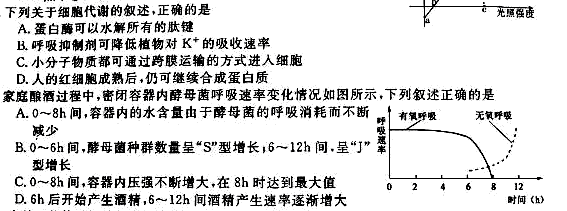 下列关于细胞代谢的叙述,正确的是
a
c
光照强度
A. 蛋白酶可以水解所有的肽键
B. 呼吸抑制剂可降低植物对 K⁺的吸收速率
C. 小分子物质都可通过跨膜运输的方式进入细胞
D. 人的红细胞成熟后,仍可继续合成蛋白质
家庭酿酒过程中,密闭容器内酵母菌呼吸速率变化情况如图所示,下列叙述正确的是
A. 0～8h 间,容器内的水含量由于酵母菌的呼吸消耗而不断
减少
B. 0～6h 间,酵母菌种群数量呈“S”型增长;6～12h 间,呈“J”
型增长
C. 0～8h 间,容器内压强不断增大,在 8h 时达到最大值
D. 6h 后开始产生酒精,6～12h 间酒精产生速率逐渐增大
呼吸速率
有氧呼吸
无氧呼吸
0 2 4 6 8 12
时间 (h)